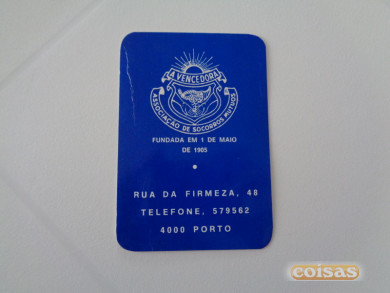 A VENCEDORA
ASSOCIAÇÃO DE SOCORROS MUTUOS
FUNDADA EM 1 DE MAIO
DE 1905
RUA DA FIRMEZA, 48
TELEFONE, 579562
4000 PORTO
coisas